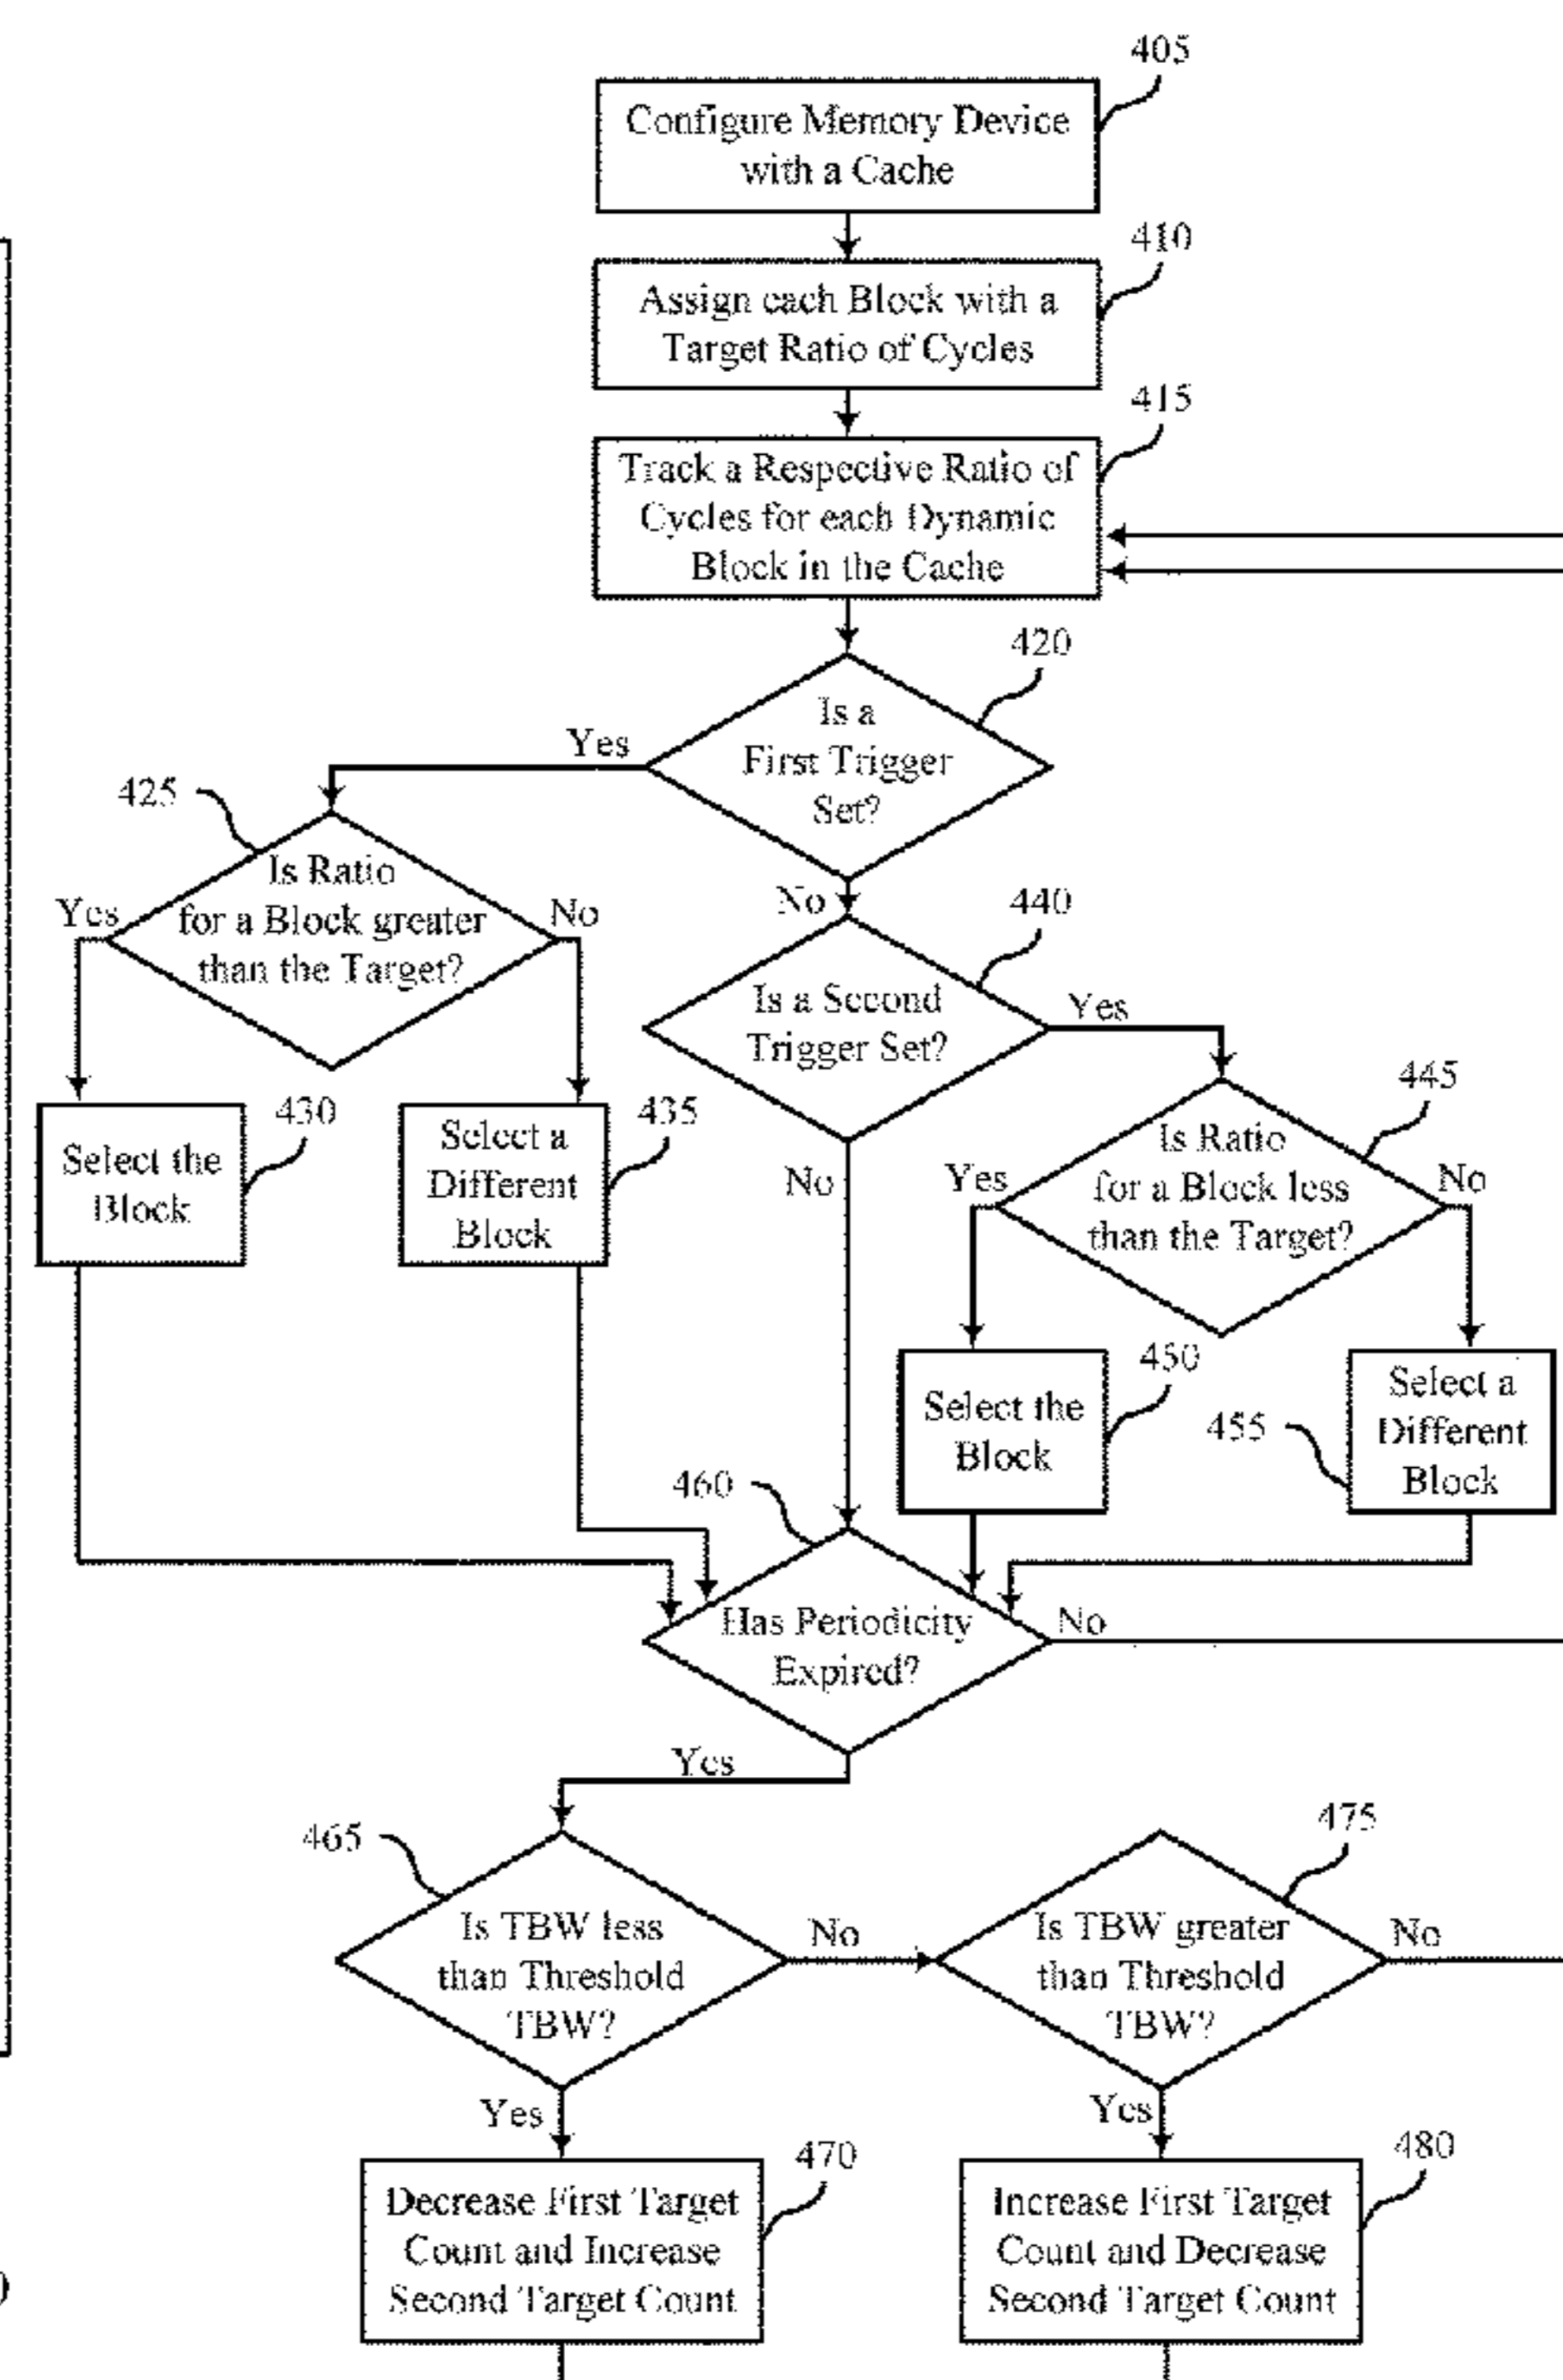 405
Configure Memory Device
with a Cache
410
Assign each Block with a
Target Ratio of Cycles
415
Track a Respective Ratio of
Cycles for each Dynamic
Block in the Cache
420
Is a
First Trigger
Set?
Yes
425
Is Ratio
for a Block greater
than the Target?
Yes
No
No
440
Is a Second
Trigger Set?
Yes
430
Select the
Block
435
Select a
Different
Block
No
445
Is Ratio
for a Block less
than the Target?
Yes
No
450
Select the
Block
455
Select a
Different
Block
460
Has Periodicity
Expired?
No
Yes
465
Is TBW less
than Threshold
TBW?
No
475
Is TBW greater
than Threshold
TBW?
No
Yes
470
Decrease First Target
Count and Increase
Second Target Count
Yes
480
Increase First Target
Count and Decrease
Second Target Count